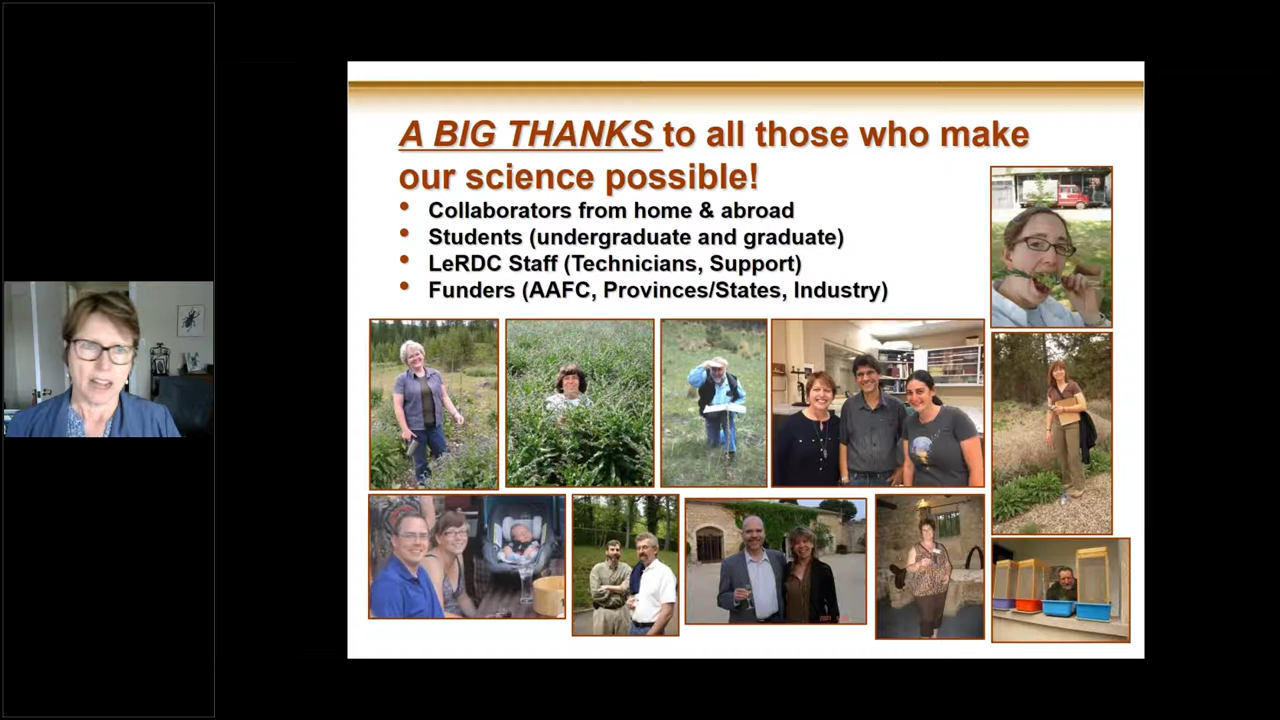 A BIG THANKS to all those who make
our science possible!
• Collaborators from home & abroad
• Students (undergraduate and graduate)
• LeRDC Staff (Technicians, Support)
• Funders (AAFC, Provinces/States, Industry)